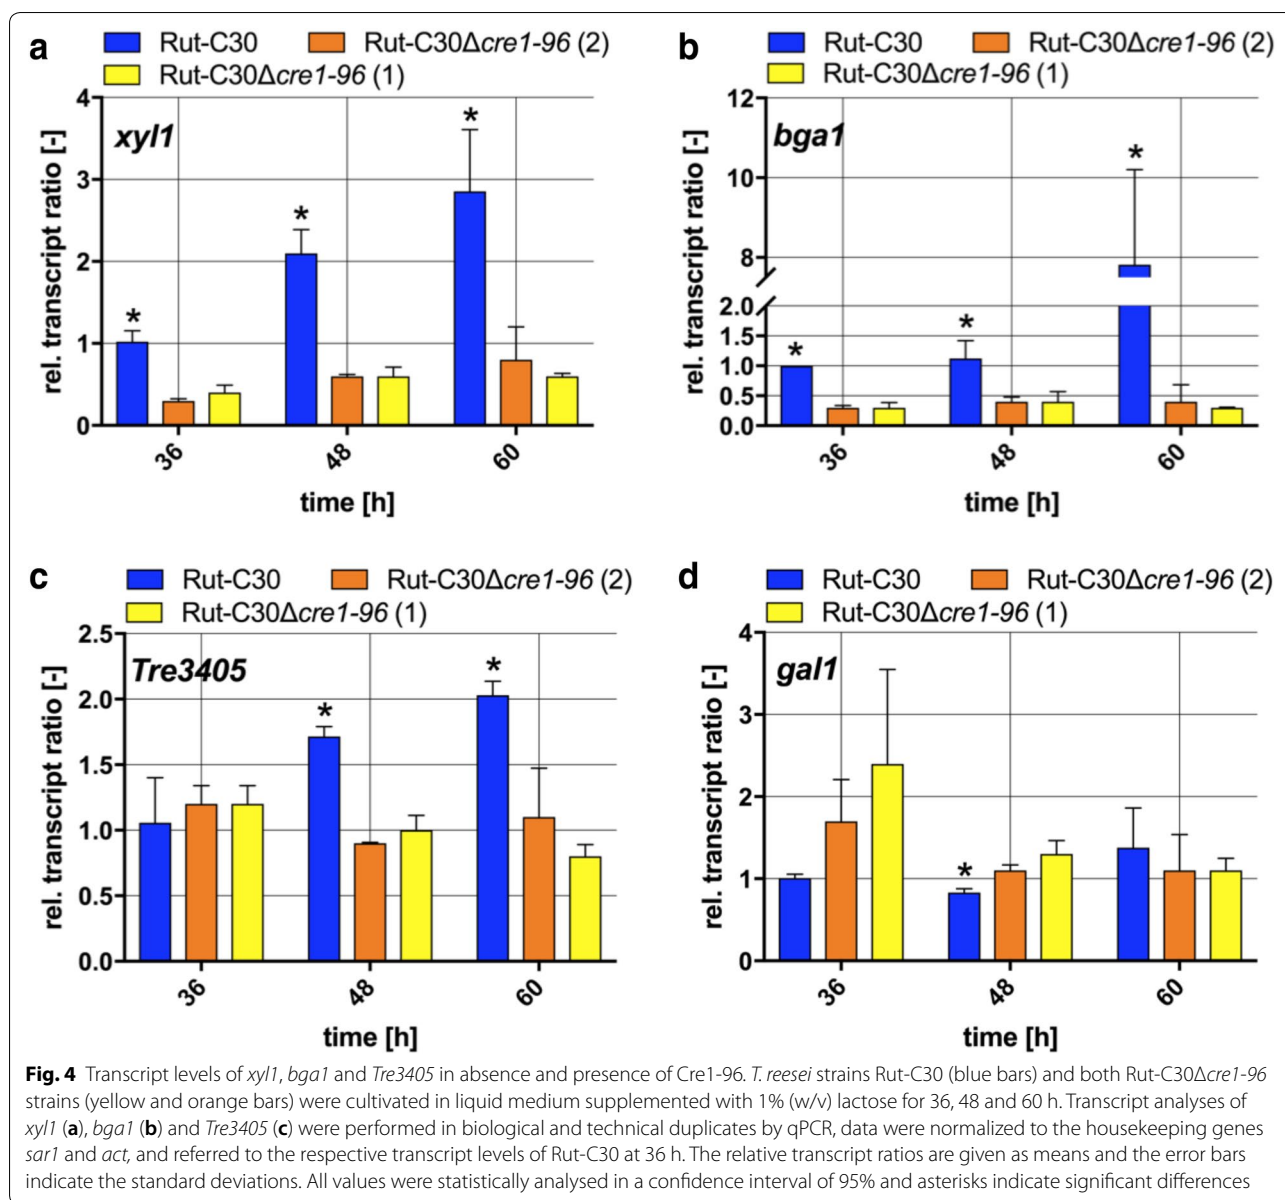 a
Rut-C30 Rut-C30Δcre1-96 (2)
Rut-C30Δcre1-96 (1)
xyl1
rel. transcript ratio [-]
4
3
2
1
0
* * *
36 48 60
time [h]
b
Rut-C30 Rut-C30Δcre1-96 (2)
Rut-C30Δcre1-96 (1)
bga1
rel. transcript ratio [-]
12
10
8
2.0
1.5
1.0
0.5
0.0
* * *
36 48 60
time [h]
c
Rut-C30 Rut-C30Δcre1-96 (2)
Rut-C30Δcre1-96 (1)
Tre3405
rel. transcript ratio [-]
2.5
2.0
1.5
1.0
0.5
0.0
* *
36 48 60
time [h]
d
Rut-C30 Rut-C30Δcre1-96 (2)
Rut-C30Δcre1-96 (1)
gal1
rel. transcript ratio [-]
4
3
2
1
0
*
36 48 60
time [h]
Fig. 4 Transcript levels of xyl1, bga1 and Tre3405 in absence and presence of Cre1-96. T. reesei strains Rut-C30 (blue bars) and both Rut-C30Δcre1-96
strains (yellow and orange bars) were cultivated in liquid medium supplemented with 1% (w/v) lactose for 36, 48 and 60 h. Transcript analyses of
xyl1 (a), bga1 (b) and Tre3405 (c) were performed in biological and technical duplicates by qPCR, data were normalized to the housekeeping genes
sar1 and act, and referred to the respective transcript levels of Rut-C30 at 36 h. The relative transcript ratios are given as means and the error bars
indicate the standard deviations. All values were statistically analysed in a confidence interval of 95% and asterisks indicate significant differences